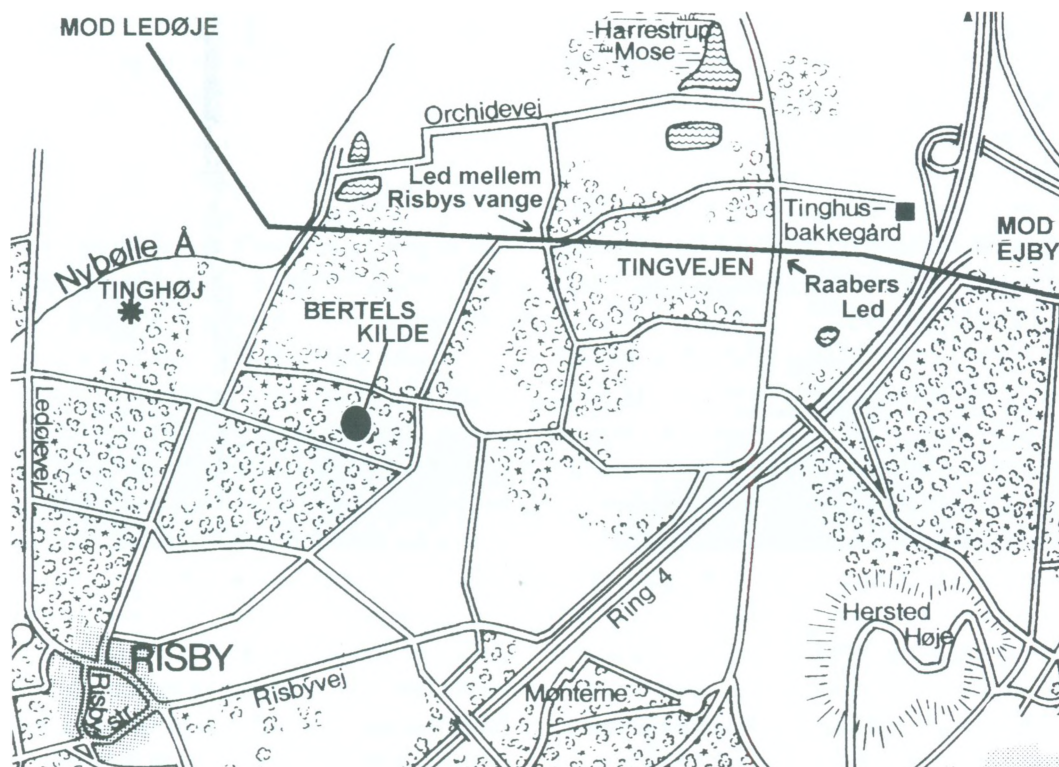 MOD LEDØJE
Harrestrup
Mose
Orchidevej
Led mellem
Risbys vange
Tinghus-
bakkegård
MOD
EJBY
Nybølle Å
TINGHØJ
TINGVEJEN
Raabers
Led
BERTELS
KILDE
Ledøjevej
Ring 4
Hersted
Høje
RISBY
Risby
str.
Risbyvej
Mønterne